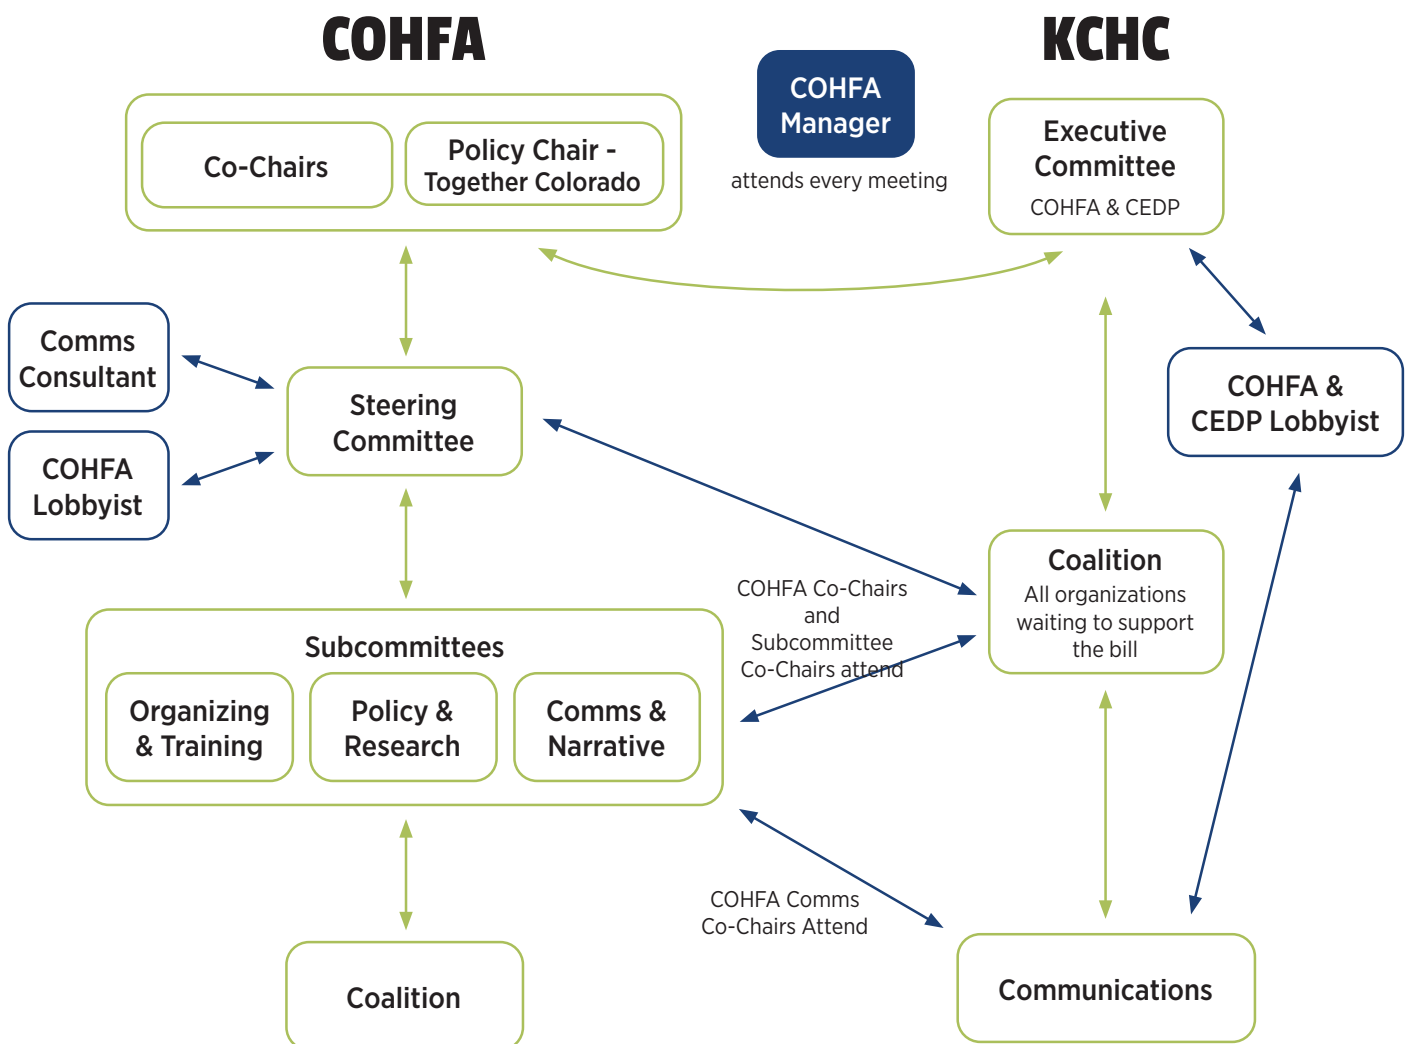 COHFA
KCHC
COHFA
Manager
attends every meeting
Co-Chairs
Policy Chair -
Together Colorado
Executive
Committee
COHFA & CEDP
Comms
Consultant
COHFA
Lobbyist
Steering
Committee
COHFA &
CEDP Lobbyist
Coalition
All organizations
waiting to support
the bill
COHFA Co-Chairs
and
Subcommittee
Co-Chairs attend
Subcommittees
Organizing
& Training
Policy &
Research
Comms &
Narrative
COHFA Comms
Co-Chairs Attend
Coalition
Communications